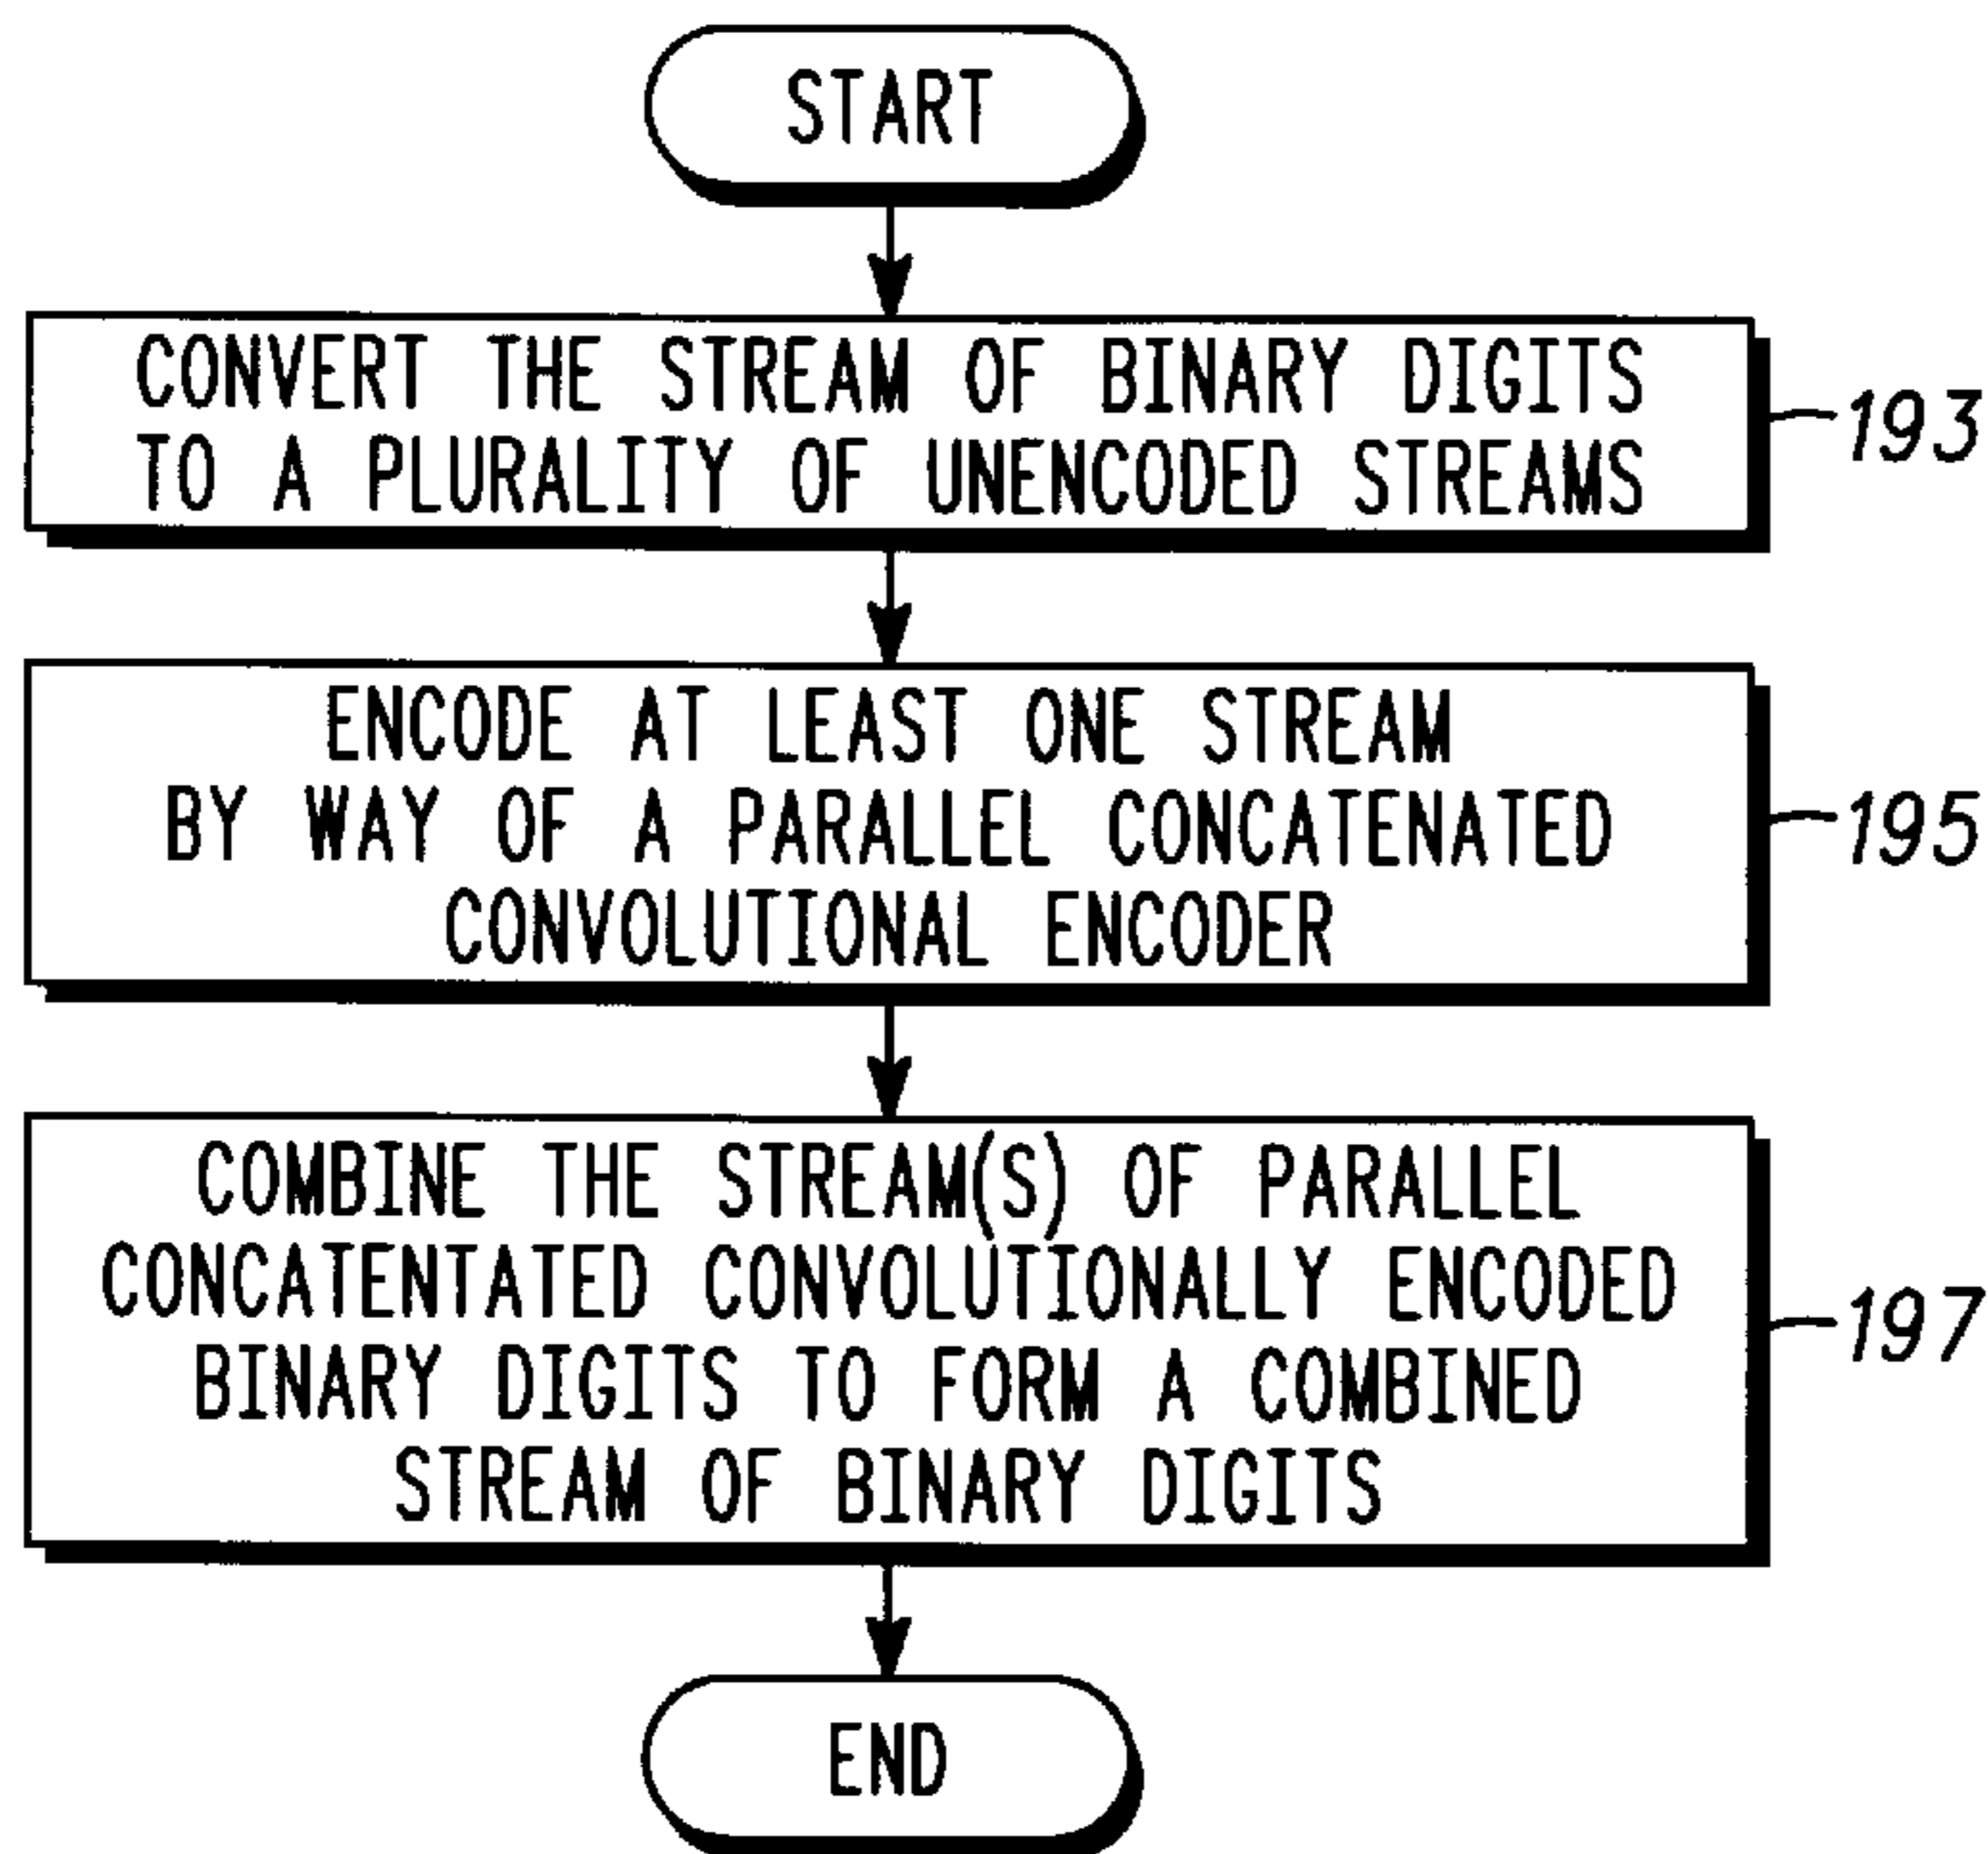 START
CONVERT THE STREAM OF BINARY DIGITS
TO A PLURALITY OF UNENCODED STREAMS
193
ENCODE AT LEAST ONE STREAM
BY WAY OF A PARALLEL CONCATENATED
CONVOLUTIONAL ENCODER
195
COMBINE THE STREAM(S) OF PARALLEL
CONCATENTATED CONVOLUTIONALLY ENCODED
BINARY DIGITS TO FORM A COMBINED
STREAM OF BINARY DIGITS
197
END